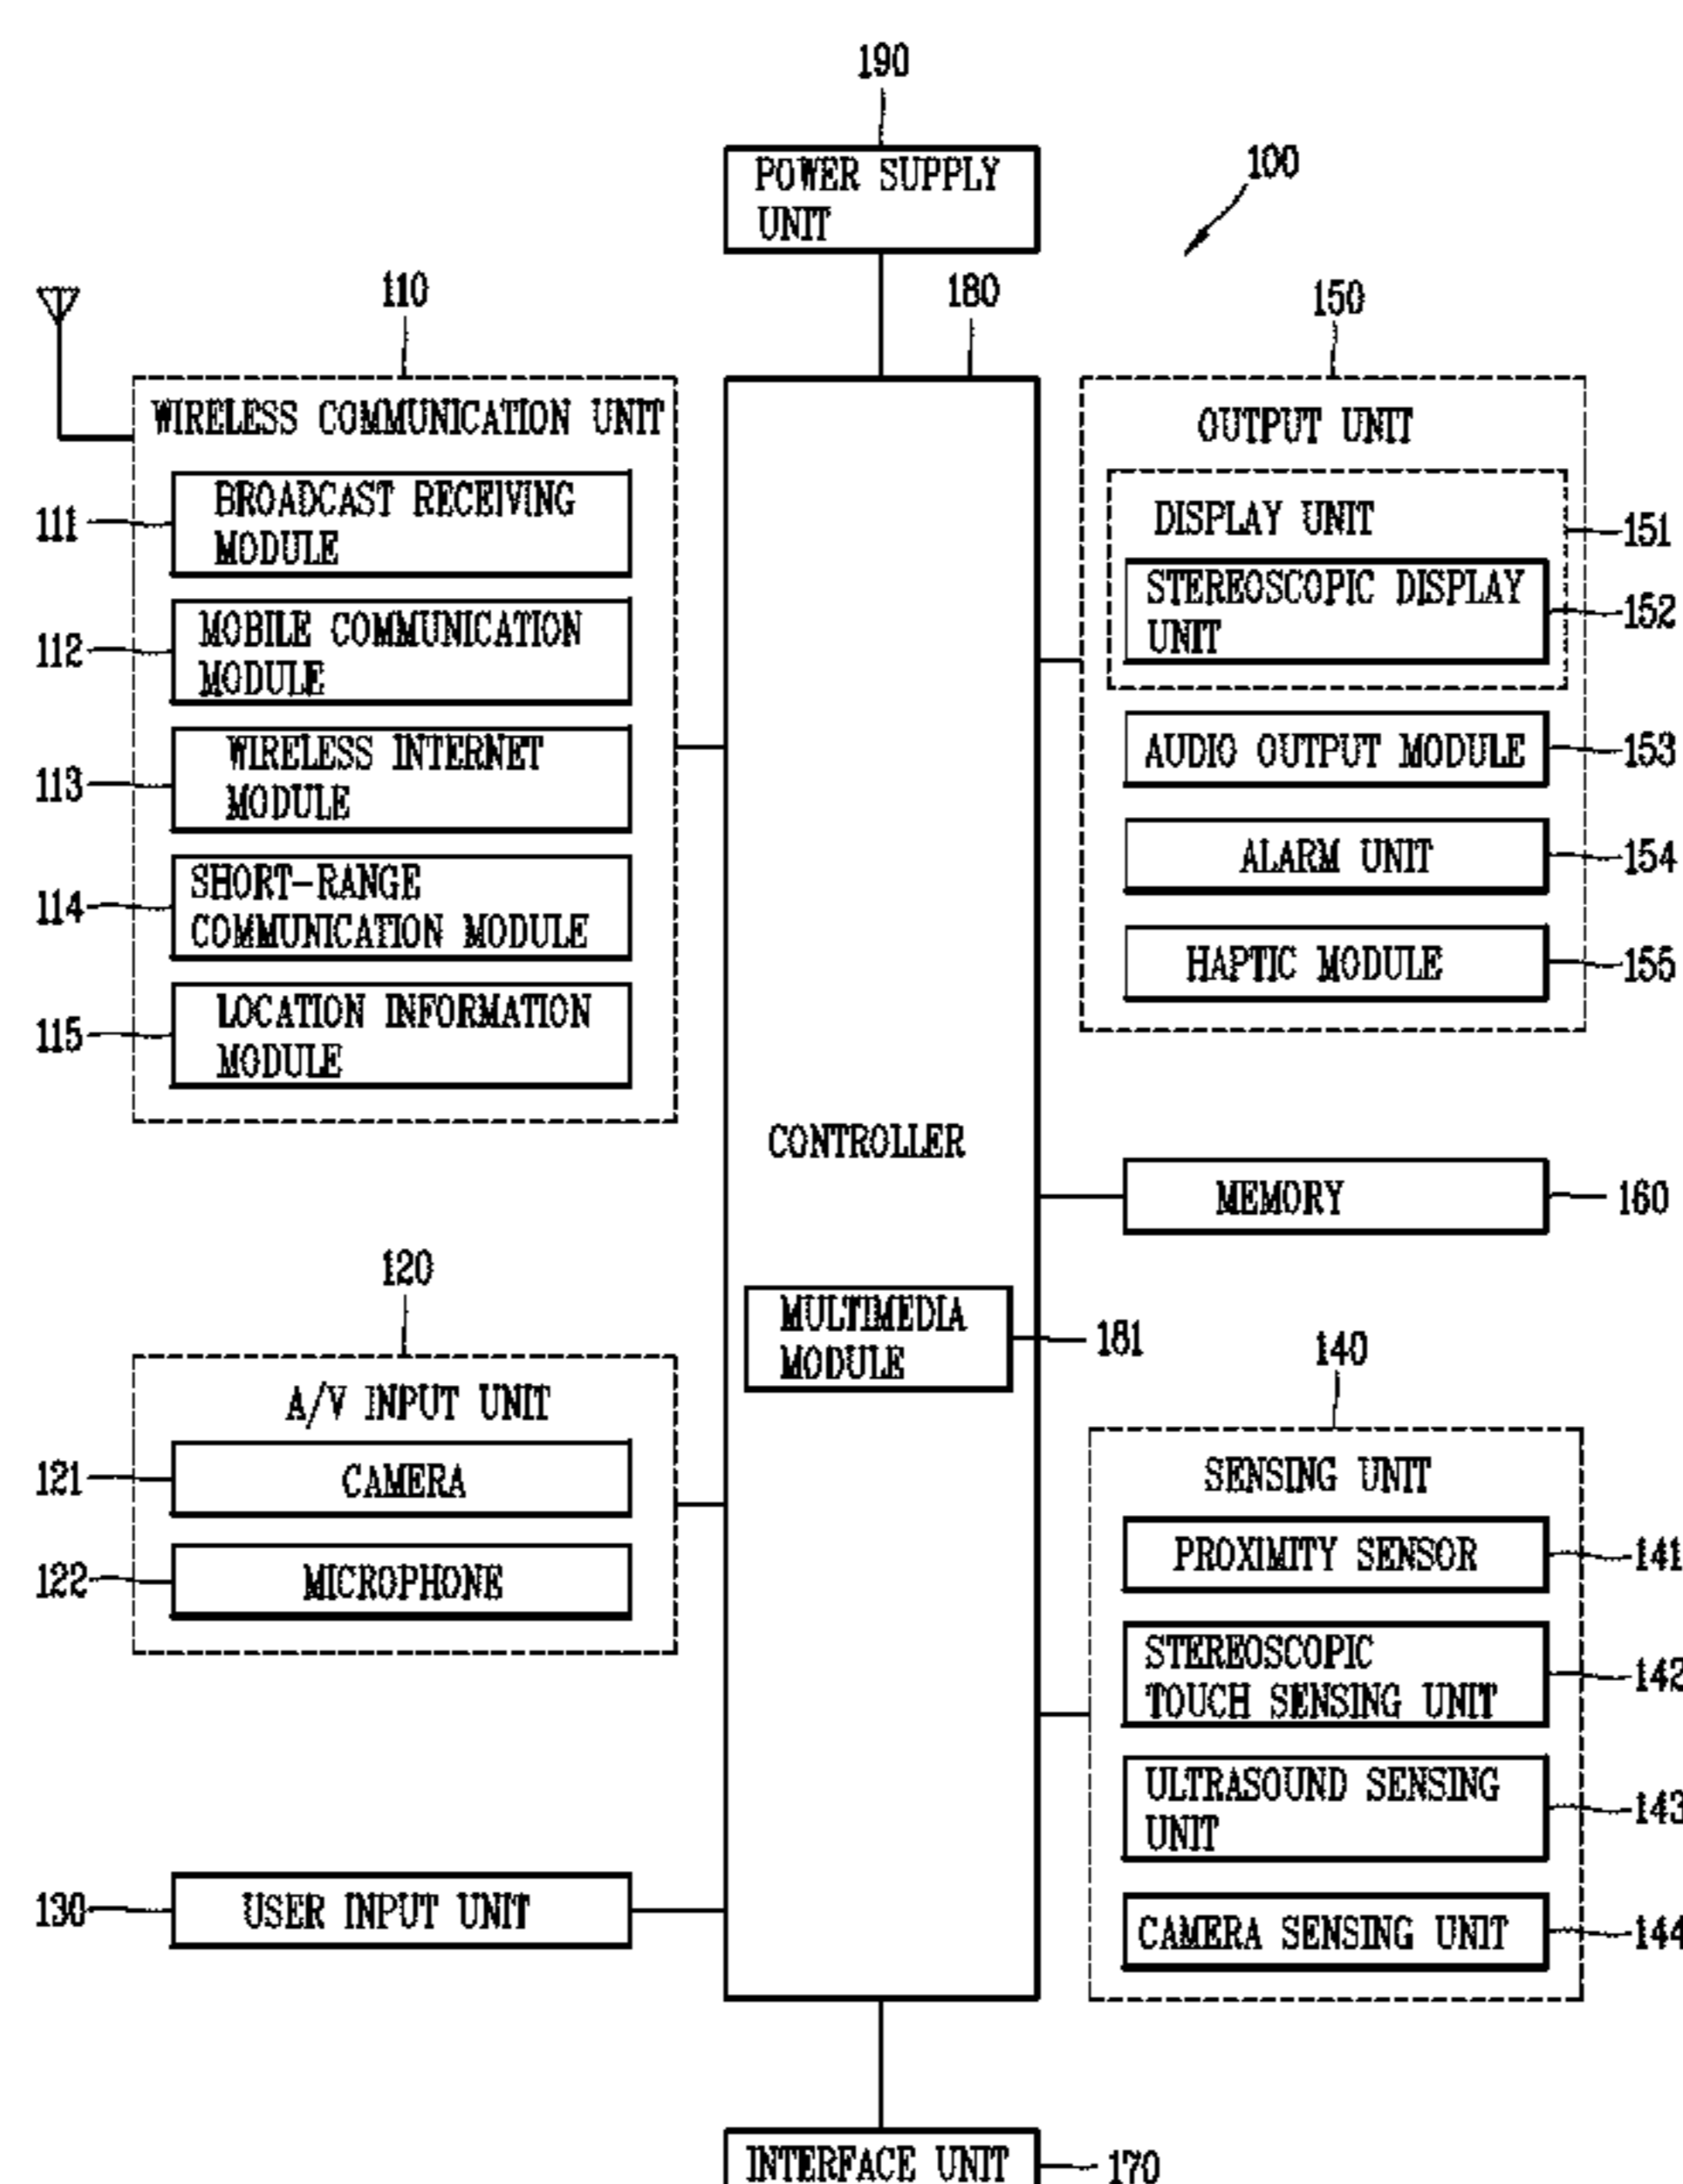 190
POWER SUPPLY
UNIT
100
110
180
150
WIRELESS COMMUNICATION UNIT
111
BROADCAST RECEIVING
MODULE
112
MOBILE COMMUNICATION
MODULE
113
WIRELESS INTERNET
MODULE
114
SHORT-RANGE
COMMUNICATION MODULE
115
LOCATION INFORMATION
MODULE
120
A/V INPUT UNIT
121
CAMERA
122
MICROPHONE
130
USER INPUT UNIT
CONTROLLER
MULTIMEDIA
MODULE
181
OUTPUT UNIT
DISPLAY UNIT
151
STEREOSCOPIC DISPLAY
UNIT
152
AUDIO OUTPUT MODULE
153
ALARM UNIT
154
HAPTIC MODULE
155
MEMORY
160
140
SENSING UNIT
PROXIMITY SENSOR
141
STEREOSCOPIC
TOUCH SENSING UNIT
142
ULTRASOUND SENSING
UNIT
143
CAMERA SENSING UNIT
144
INTERFACE UNIT
170